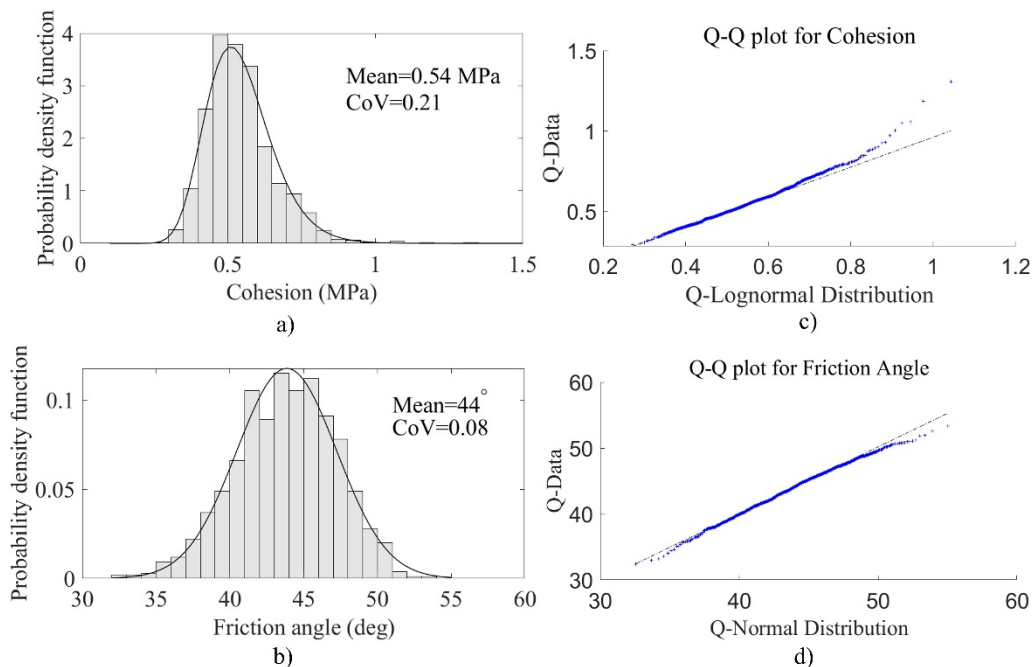 4
3
2
1
0
Probability density function
Mean=0.54 MPa
CoV=0.21
0
0.5
1
1.5
Cohesion (MPa)
a)
Q-Q plot for Cohesion
1.5
1
0.5
Q-Data
0.2
0.4
0.6
0.8
1
1.2
Q-Lognormal Distribution
c)
0.1
0.05
0
Probability density function
Mean=44°
CoV=0.08
30
35
40
45
50
55
60
Friction angle (deg)
b)
Q-Q plot for Friction Angle
60
50
40
30
Q-Data
30
40
50
60
Q-Normal Distribution
d)